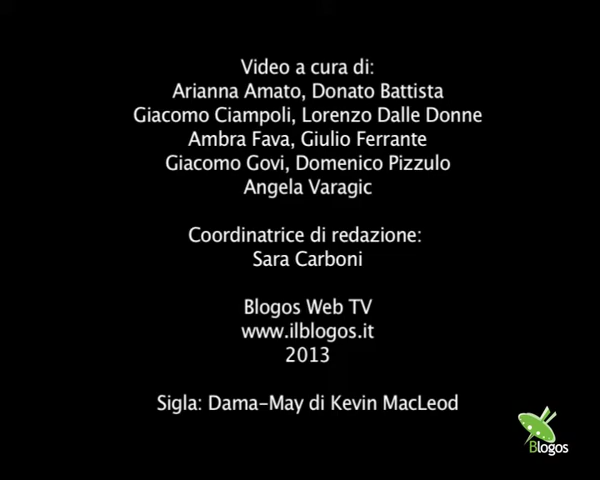 Video a cura di:
Arianna Amato, Donato Battista
Giacomo Ciampoli, Lorenzo Dalle Donne
Ambra Fava, Giulio Ferrante
Giacomo Govi, Domenico Pizzulo
Angela Varagic
Coordinatrice di redazione:
Sara Carboni
Blogos Web TV
www.ilblogos.it
2013
Sigla: Dama-May di Kevin MacLeod
Blogos